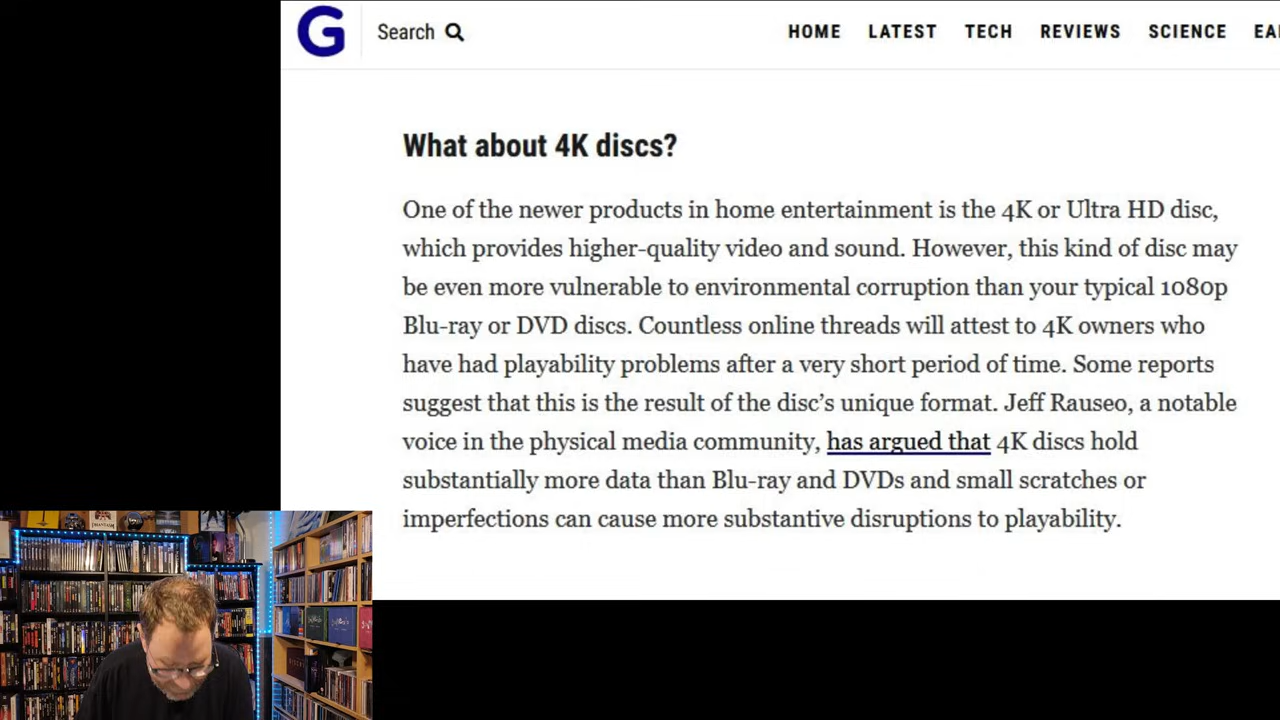 G
Search
HOME LATEST TECH REVIEWS SCIENCE EA
What about 4K discs?
One of the newer products in home entertainment is the 4K or Ultra HD disc,
which provides higher-quality video and sound. However, this kind of disc may
be even more vulnerable to environmental corruption than your typical 1080p
Blu-ray or DVD discs. Countless online threads will attest to 4K owners who
have had playability problems after a very short period of time. Some reports
suggest that this is the result of the disc’s unique format. Jeff Rauseo, a notable
voice in the physical media community, has argued that 4K discs hold
substantially more data than Blu-ray and DVDs and small scratches or
imperfections can cause more substantive disruptions to playability.